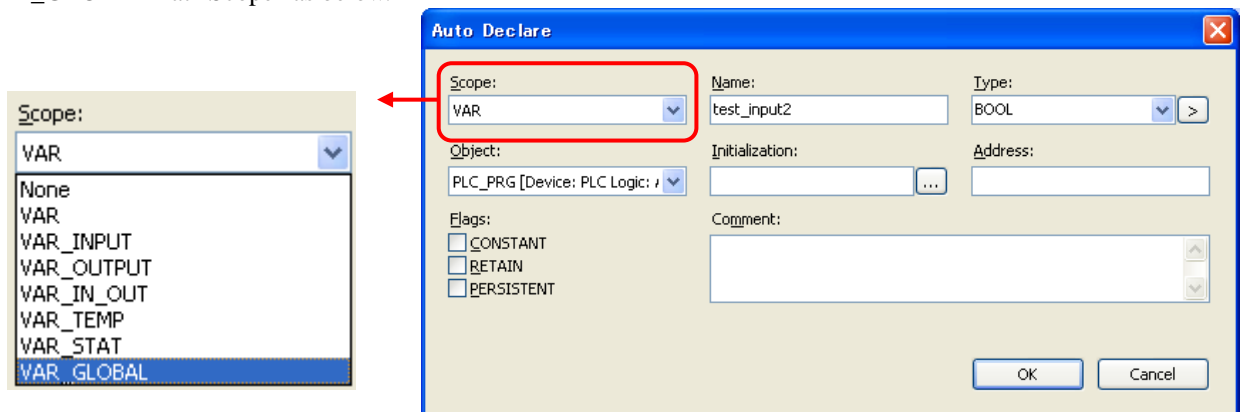 Auto Declare
Scope:
VAR
None
VAR
VAR_INPUT
VAR_OUTPUT
VAR_IN_OUT
VAR_TEMP
VAR_STAT
VAR_GLOBAL
Scope:
VAR
Name:
test_input2
Type:
BOOL
>
Object:
PLC_PRG [Device: PLC Logic:
Initialization:
...
Address:
Flags:
CONSTANT
RETAIN
PERSISTENT
Comment:
OK
Cancel